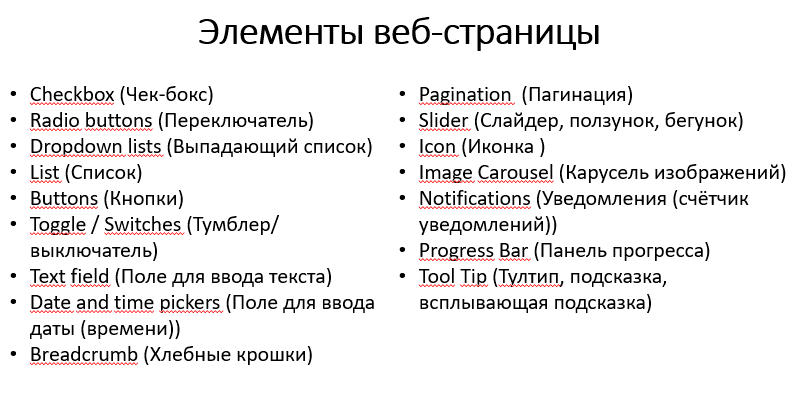 Элементы веб-страницы
• Checkbox (Чек-бокс)
• Radio buttons (Переключатель)
• Dropdown lists (Выпадающий список)
• List (Список)
• Buttons (Кнопки)
• Toggle / Switches (Тумблер/
выключатель)
• Text field (Поле для ввода текста)
• Date and time pickers (Поле для ввода
даты (времени))
• Breadcrumb (Хлебные крошки)
• Pagination (Пагинация)
• Slider (Слайдер, ползунок, бегунок)
• Icon (Иконка )
• Image Carousel (Карусель изображений)
• Notifications (Уведомления (счётчик
уведомлений))
• Progress Bar (Панель прогресса)
• Tool Tip (Тултип, подсказка,
всплывающая подсказка)